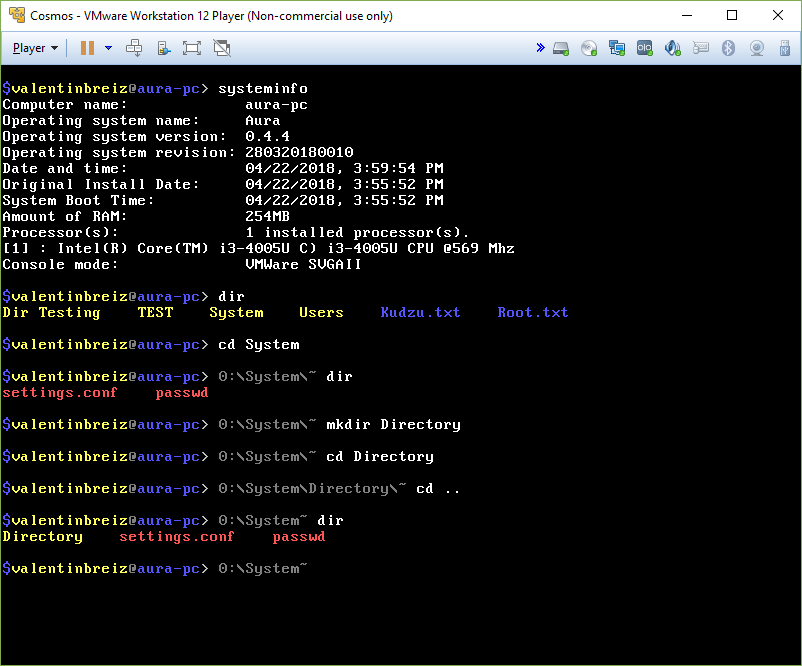 Cosmos - VMware Workstation 12 Player (Non-commercial use only)
Player
$valentinbreiz@aura-pc> systeminfo
Computer name: aura-pc
Operating system name: Aura
Operating system version: 0.4.4
Operating system revision: 280320180010
Date and time: 04/22/2018, 3:59:54 PM
Original Install Date: 04/22/2018, 3:55:52 PM
System Boot Time: 04/22/2018, 3:55:52 PM
Amount of RAM: 254MB
Processor(s): 1 installed processor(s).
[1] : Intel(R) Core(TM) i3-4005U C) i3-4005U CPU @569 Mhz
Console mode: VMWare SVGAII
$valentinbreiz@aura-pc> dir
Dir Testing TEST System Users Kudzu.txt Root.txt
$valentinbreiz@aura-pc> cd System
$valentinbreiz@aura-pc> 0:\System\~ dir
settings.conf passwd
$valentinbreiz@aura-pc> 0:\System\~ mkdir Directory
$valentinbreiz@aura-pc> 0:\System\~ cd Directory
$valentinbreiz@aura-pc> 0:\System\Directory\~ cd ..
$valentinbreiz@aura-pc> 0:\System~ dir
Directory settings.conf passwd
$valentinbreiz@aura-pc> 0:\System~